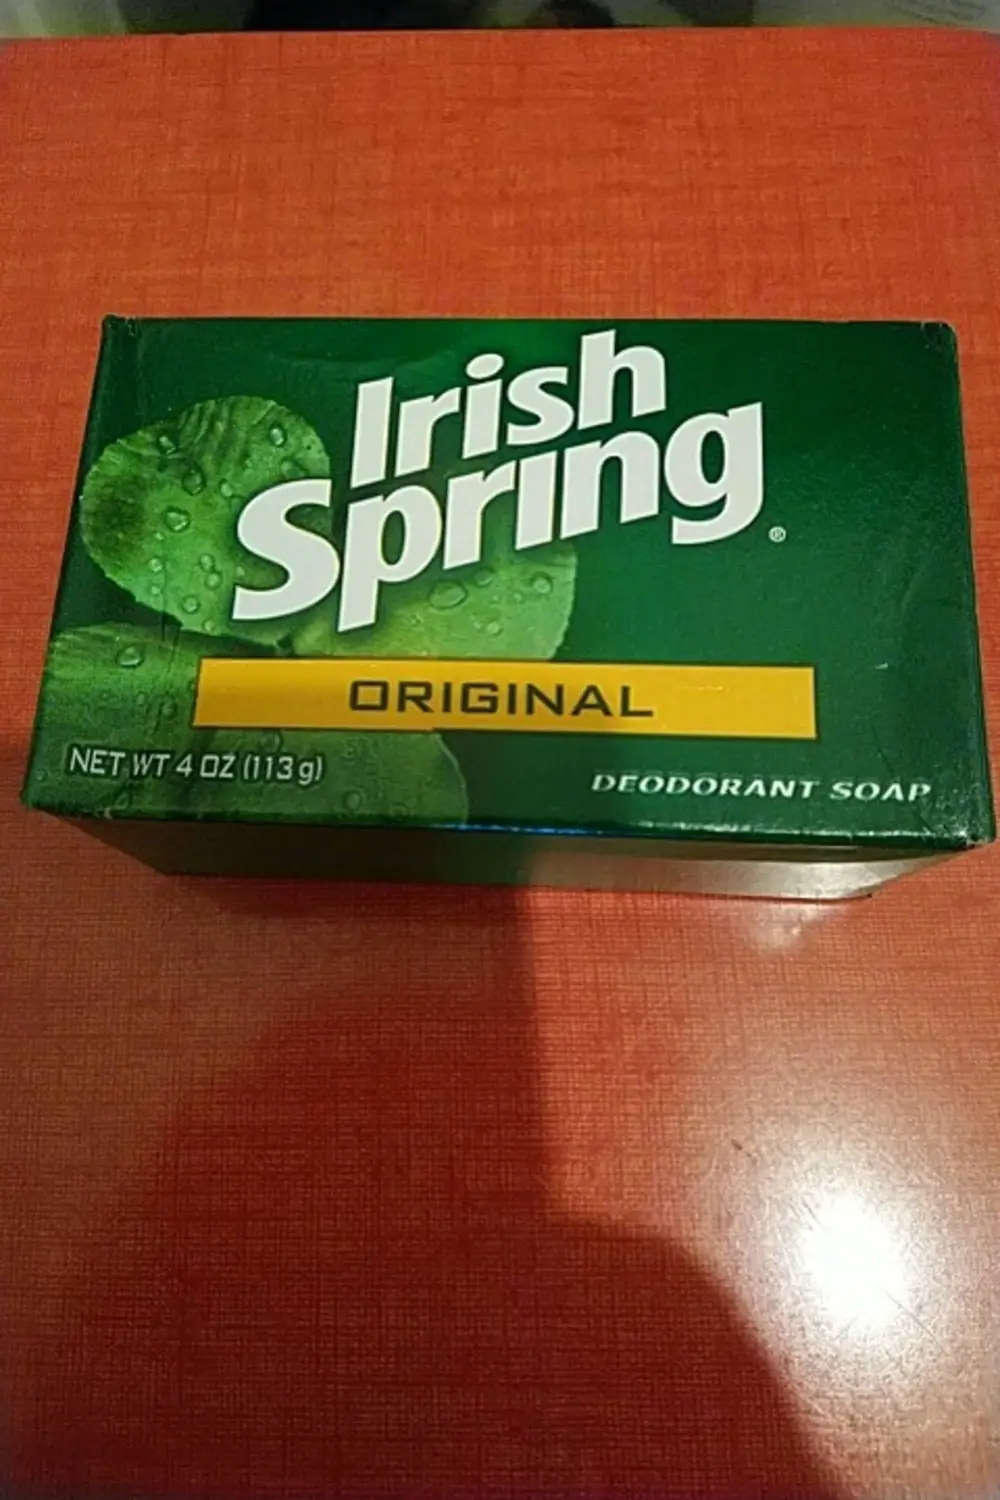 Irish
Spring®
ORIGINAL
NET WT 4 OZ (113 g)
DEODORANT SOAP